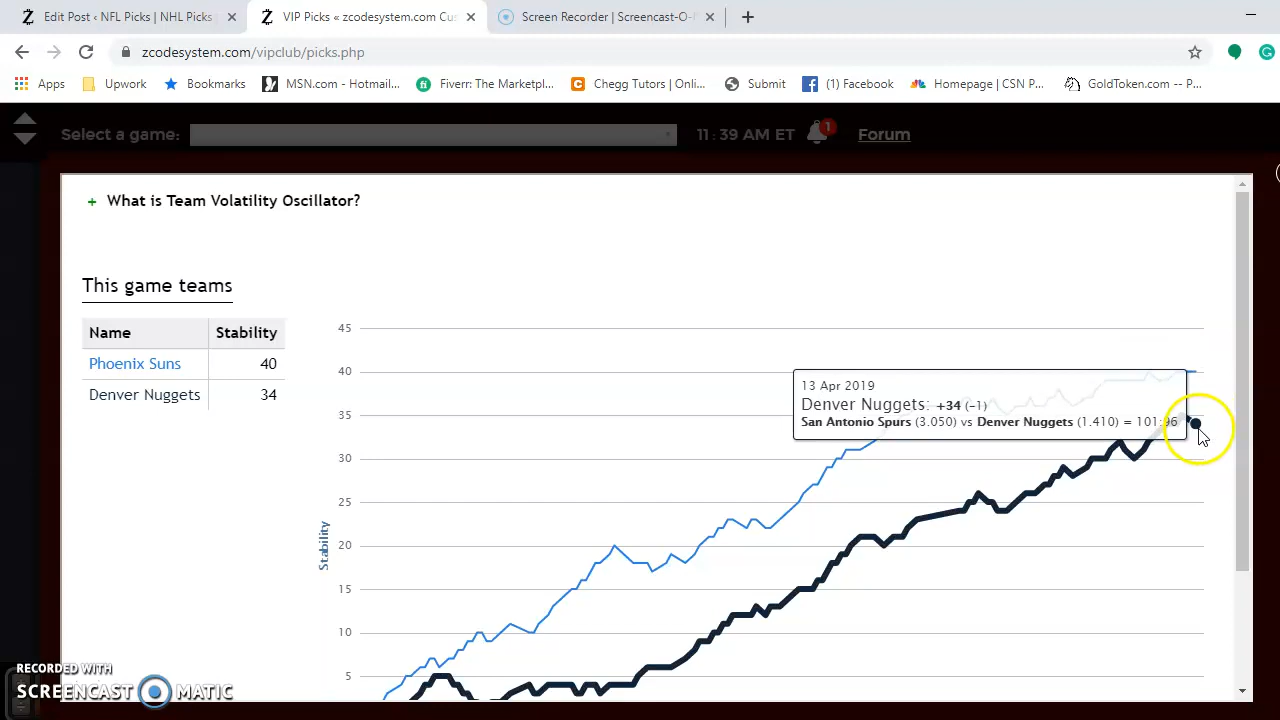 Edit Post ‹ NFL Picks | NHL Picks
VIP Picks « zcodesystem.com Cus
Screen Recorder | Screencast-O-
zcodesystem.com/vipclub/picks.php
Apps
Upwork
Bookmarks
MSN.com - Hotmail...
Fiverr: The Marketpl...
Chegg Tutors | Onli...
Submit
(1) Facebook
Homepage | CSN P...
GoldToken.com -- P...
Select a game:
11:39 AM ET
1
Forum
+ What is Team Volatility Oscillator?
This game teams
Name Stability
Phoenix Suns 40
Denver Nuggets 34
45
40
35
30
25
20
15
10
5
Stability
13 Apr 2019
Denver Nuggets: +34 (−1)
San Antonio Spurs (3.050) vs Denver Nuggets (1.410) = 101:96
RECORDED WITH
SCREENCAST MATIC